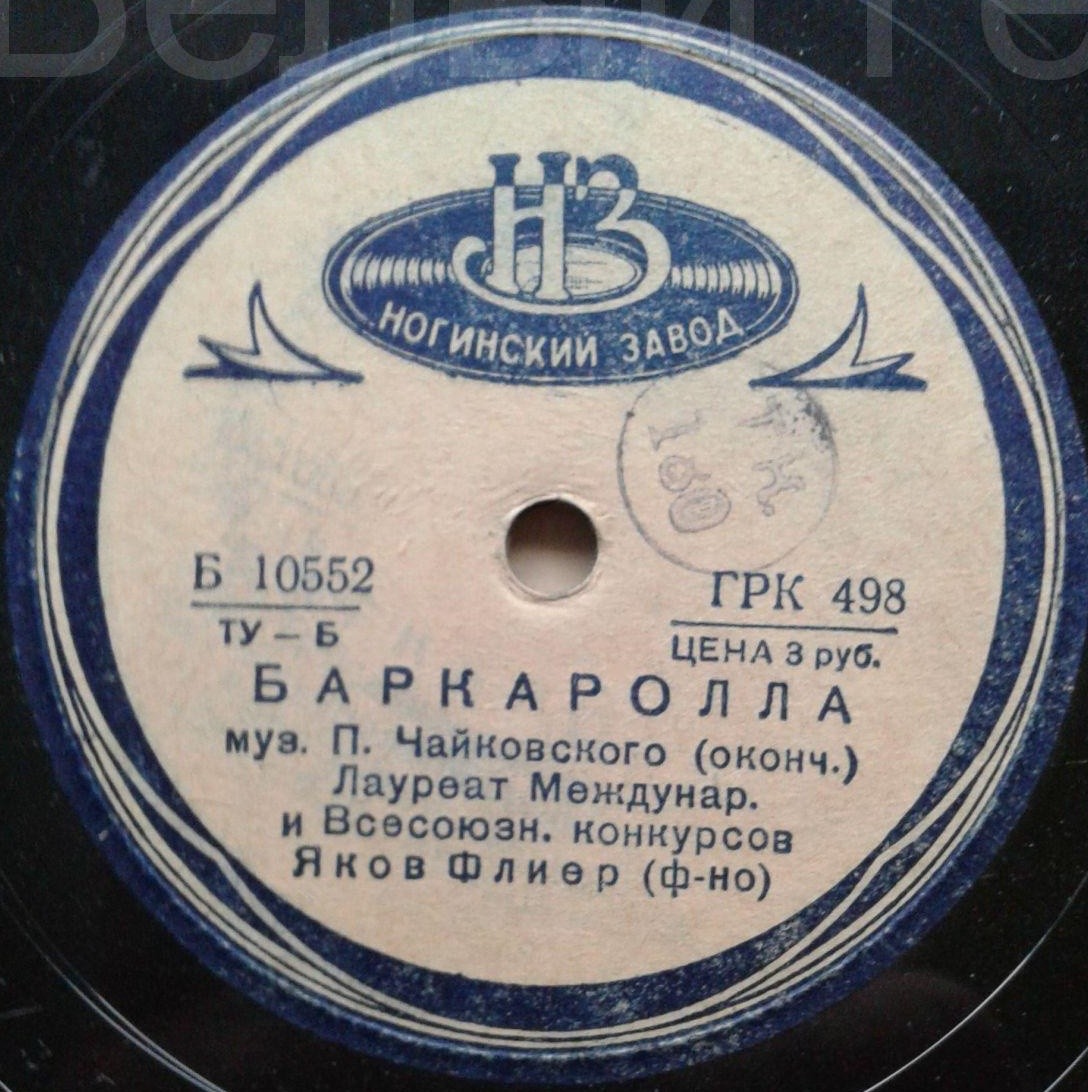 НЗ
НОГИНСКИЙ ЗАВОД
Б 10552
ГРК 498
ТУ – Б
ЦЕНА 3 руб.
БАРКАРОЛЛА
муз. П. Чайковского (оконч.)
Лауреат Междунар.
и Всесоюзн. конкурсов
Яков Флиер (ф-но)